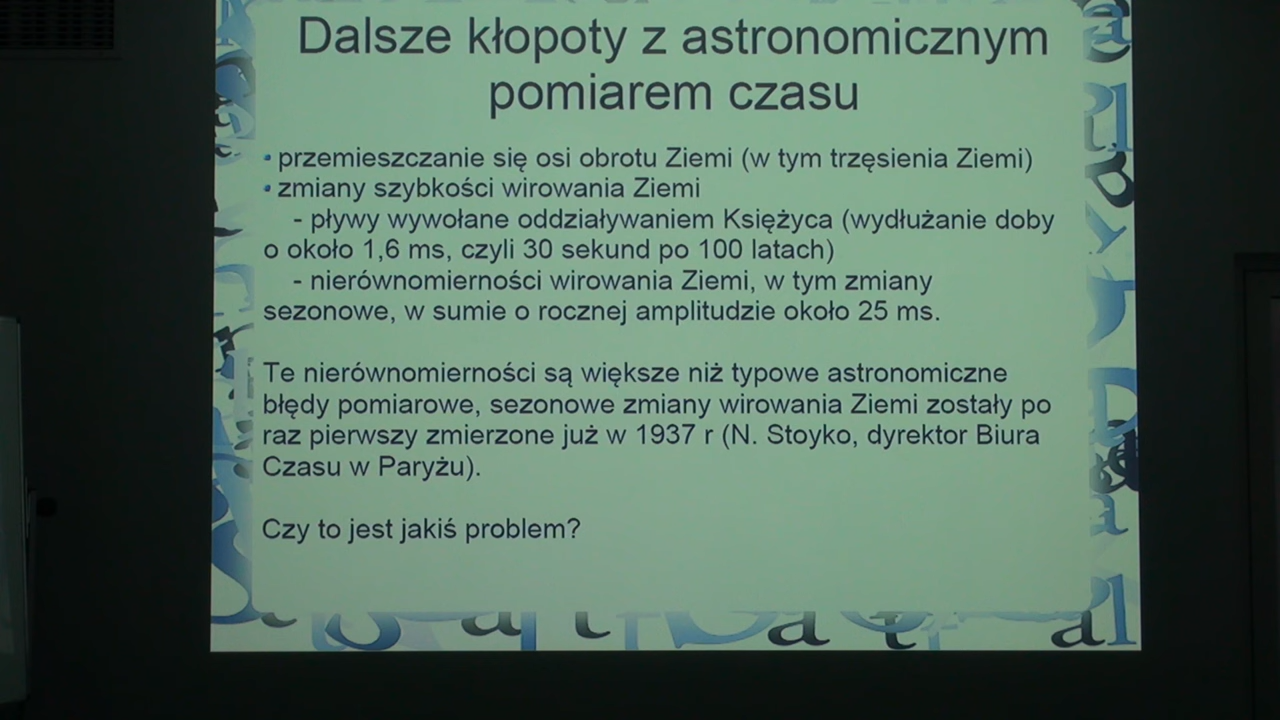 Dalsze kłopoty z astronomicznym
pomiarem czasu
• przemieszczanie się osi obrotu Ziemi (w tym trzęsienia Ziemi)
• zmiany szybkości wirowania Ziemi
- pływy wywołane oddziaływaniem Księżyca (wydłużanie doby
o około 1,6 ms, czyli 30 sekund po 100 latach)
- nierównomierności wirowania Ziemi, w tym zmiany
sezonowe, w sumie o rocznej amplitudzie około 25 ms.
Te nierównomierności są większe niż typowe astronomiczne
błędy pomiarowe, sezonowe zmiany wirowania Ziemi zostały po
raz pierwszy zmierzone już w 1937 r (N. Stoyko, dyrektor Biura
Czasu w Paryżu).
Czy to jest jakiś problem?